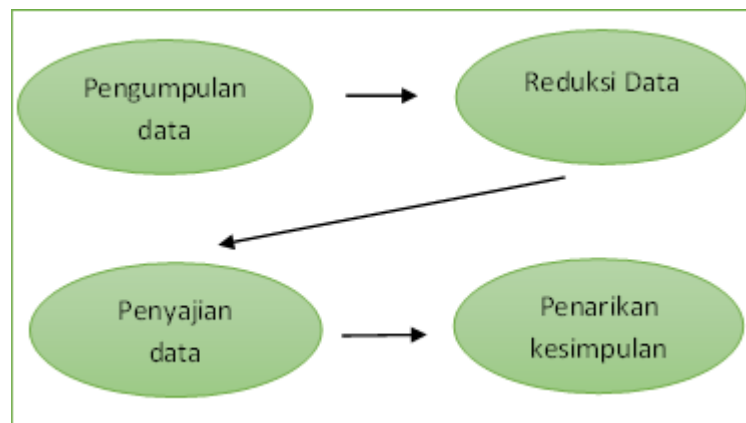 Pengumpulan
data
Reduksi Data
Penyajian
data
Penarikan
kesimpulan